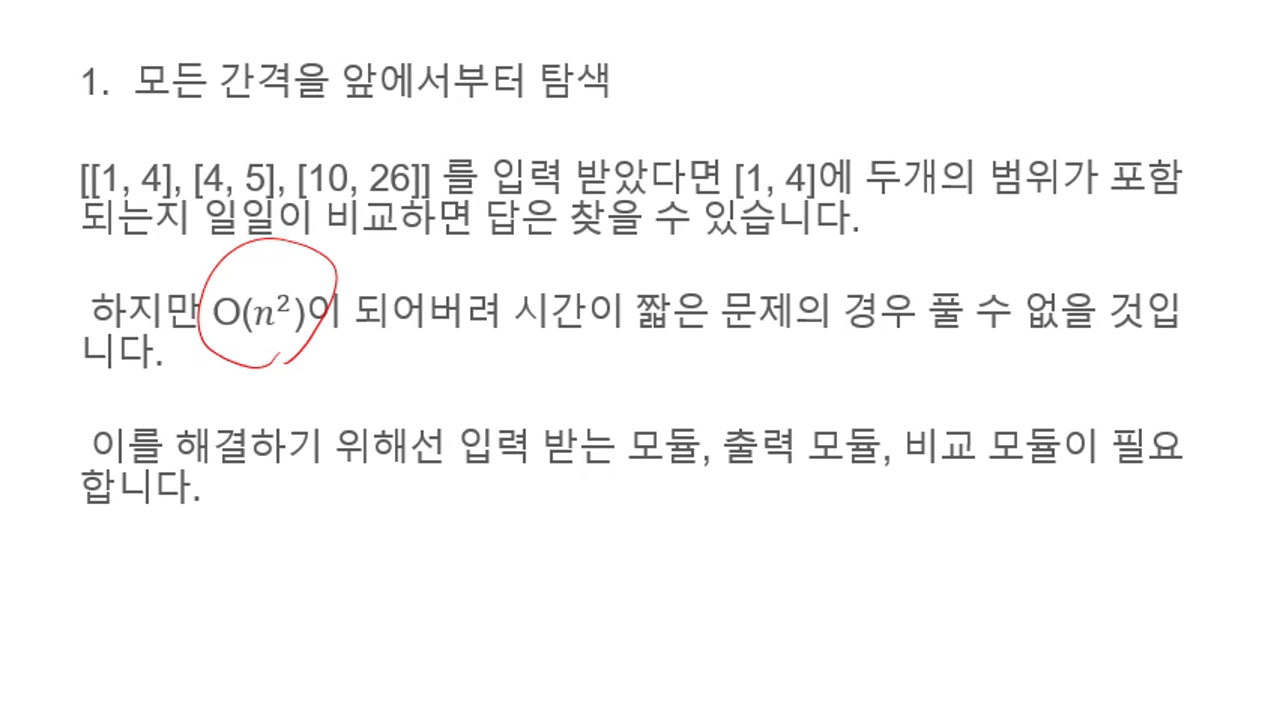 1. 모든 간격을 앞에서부터 탐색
[[1, 4], [4, 5], [10, 26]] 를 입력 받았다면 [1, 4]에 두개의 범위가 포함
되는지 일일이 비교하면 답은 찾을 수 있습니다.
하지만 O(n²)이 되어버려 시간이 짧은 문제의 경우 풀 수 없을 것입
니다.
이를 해결하기 위해선 입력 받는 모듈, 출력 모듈, 비교 모듈이 필요
합니다.